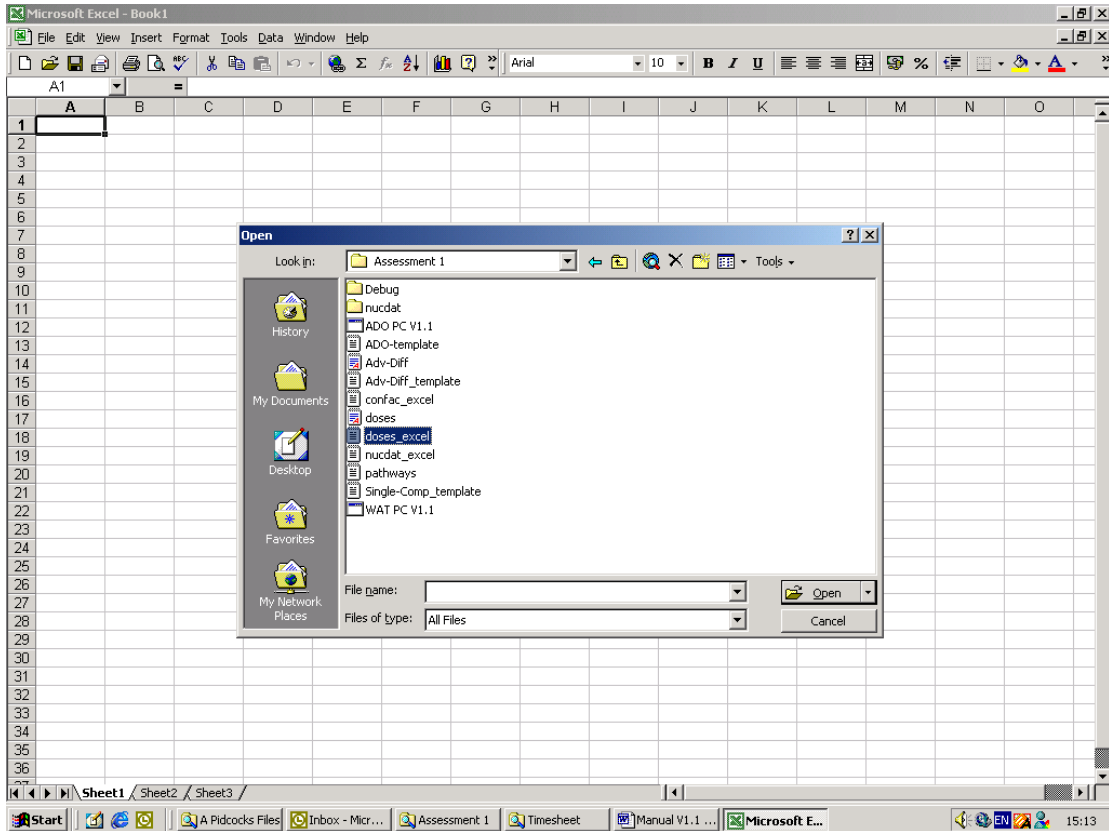 Microsoft Excel - Book1
File Edit View Insert Format Tools Data Window Help
Arial 10 B I U %
A1 =
A B C D E F G H I J K L M N O
1
2
3
4
5
6
7
8
9
10
11
12
13
14
15
16
17
18
19
20
21
22
23
24
25
26
27
28
29
30
31
32
33
34
35
36
Open
Look in: Assessment 1 Tools
History
My Documents
Desktop
Favorites
My Network Places
Debug
nucdat
ADO PC V1.1
ADO-template
Adv-Diff
Adv-Diff_template
confac_excel
doses
doses_excel
nucdat_excel
pathways
Single-Comp_template
WAT PC V1.1
File name: Open
Files of type: All Files Cancel
Sheet1 Sheet2 Sheet3
Start A Pidcocks Files Inbox - Micr... Assessment 1 Timesheet Manual V1.1 ... Microsoft E... EN 15:13